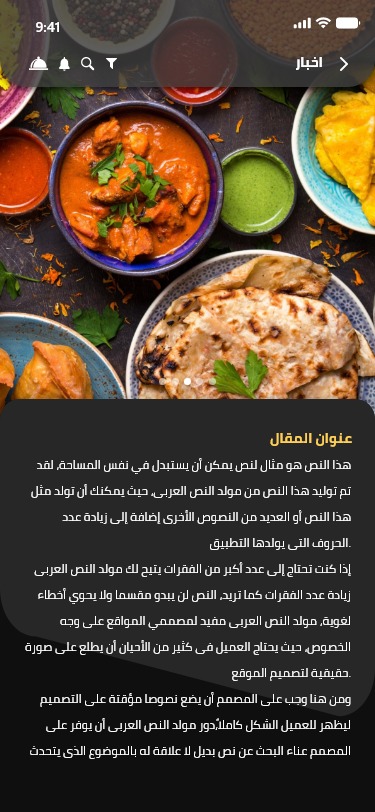 9:41
اخبار
عنوان المقال
هذا النص هو مثال لنص يمكن أن يستبدل في نفس المساحة، لقد
تم توليد هذا النص من مولد النص العربى، حيث يمكنك أن تولد مثل
هذا النص أو العديد من النصوص الأخرى إضافة إلى زيادة عدد
الحروف التى يولدها التطبيق.
إذا كنت تحتاج إلى عدد أكبر من الفقرات يتيح لك مولد النص العربى
زيادة عدد الفقرات كما تريد، النص لن يبدو مقسما ولا يحوي أخطاء
لغوية، مولد النص العربى مفيد لمصممي المواقع على وجه
الخصوص، حيث يحتاج العميل فى كثير من الأحيان أن يطلع على صورة
حقيقية لتصميم الموقع.
ومن هنا وجب على المصمم أن يضع نصوصا مؤقتة على التصميم
ليظهر للعميل الشكل كاملاً،دور مولد النص العربى أن يوفر على
المصمم عناء البحث عن نص بديل لا علاقة له بالموضوع الذى يتحدث